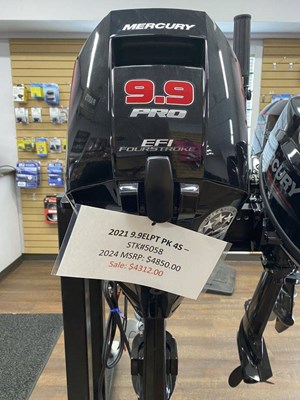 MERCURY
9.9
PRO
EFI
FOURSTROKE
2021 9.9ELPT PK 4S –
STK#5058
2024 MSRP: $4850.00
Sale: $4312.00
MERCURY